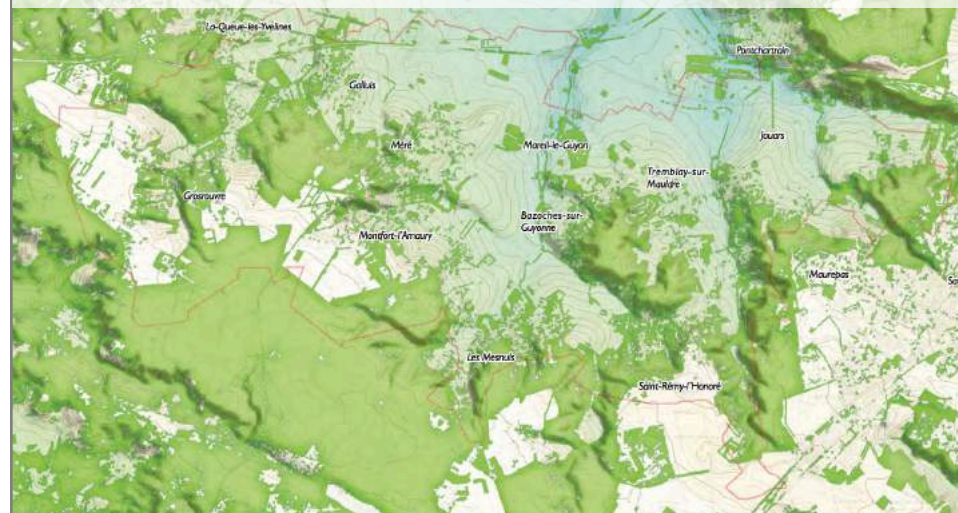 La-Queue-les-Yvelines
Pontchartrain
Galluis
Jouars
Méré
Mareil-le-Guyon
Tremblay-sur-
Mauldre
Grosrouvre
Bazoches-sur-
Guyonne
Montfort-l'Amaury
Maurepas
Les Mesnuls
Saint-Rémy-l'Honoré